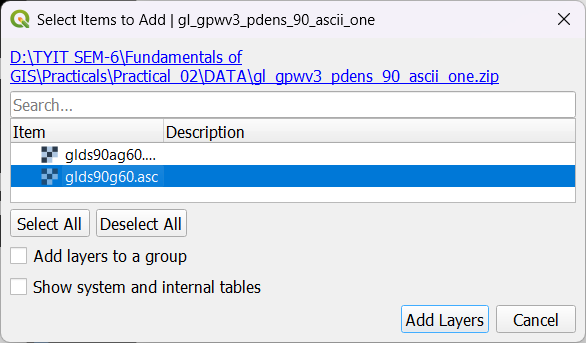 Select Items to Add | gl_gpwv3_pdens_90_ascii_one
D:\TYIT SEM-6\Fundamentals of
GIS\Practicals\Practical_02\DATA\gl_gpwv3_pdens_90_ascii_one.zip
Search...
Item Description
glds90ag60....
glds90g60.asc
Select All Deselect All
Add layers to a group
Show system and internal tables
Add Layers Cancel